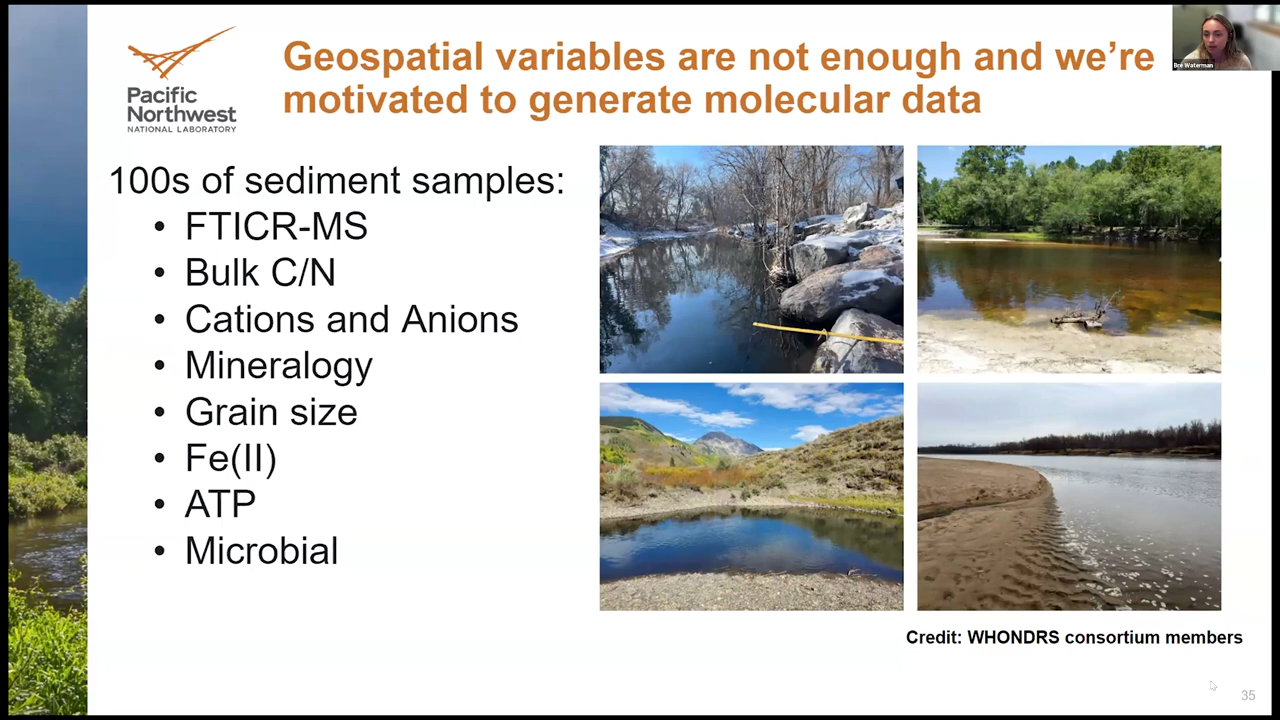 Geospatial variables are not enough and we're
motivated to generate molecular data
Pacific
Northwest
NATIONAL LABORATORY
Bre Waterman
100s of sediment samples:
• FTICR-MS
• Bulk C/N
• Cations and Anions
• Mineralogy
• Grain size
• Fe(II)
• ATP
• Microbial
Credit: WHONDRS consortium members
35